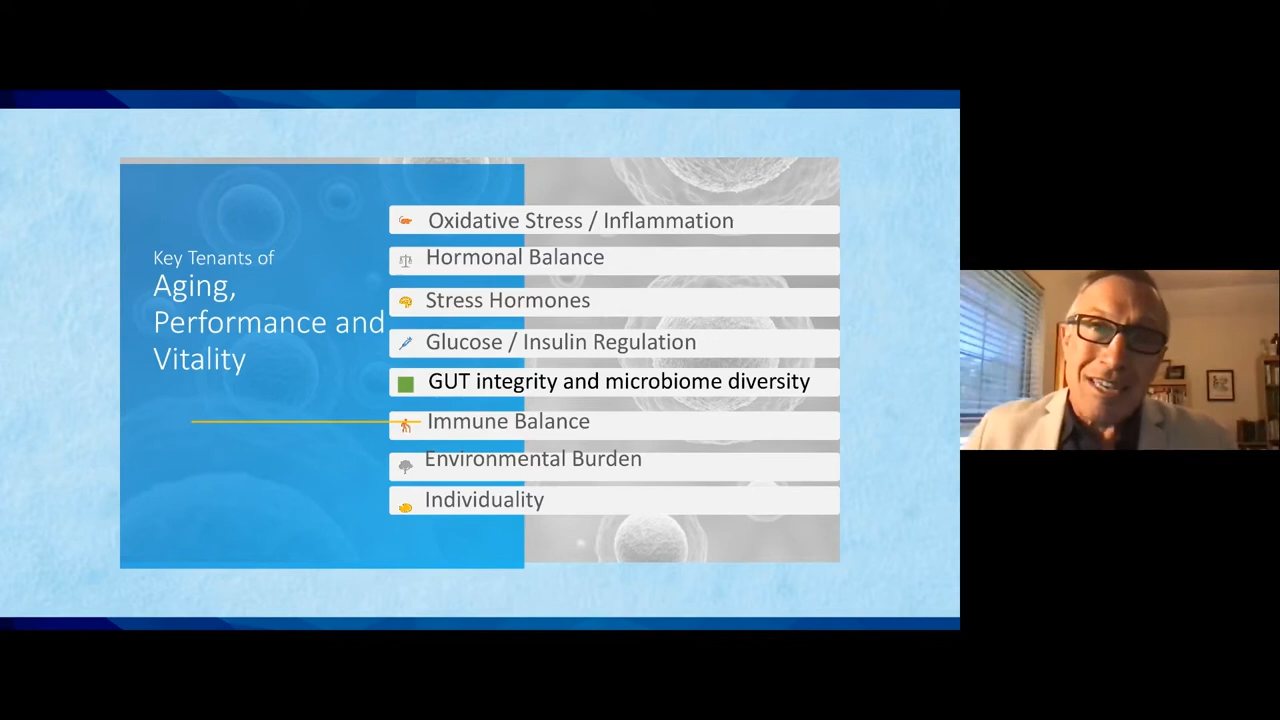 Key Tenants of
Aging,
Performance and
Vitality
Oxidative Stress / Inflammation
Hormonal Balance
Stress Hormones
Glucose / Insulin Regulation
GUT integrity and microbiome diversity
Immune Balance
Environmental Burden
Individuality